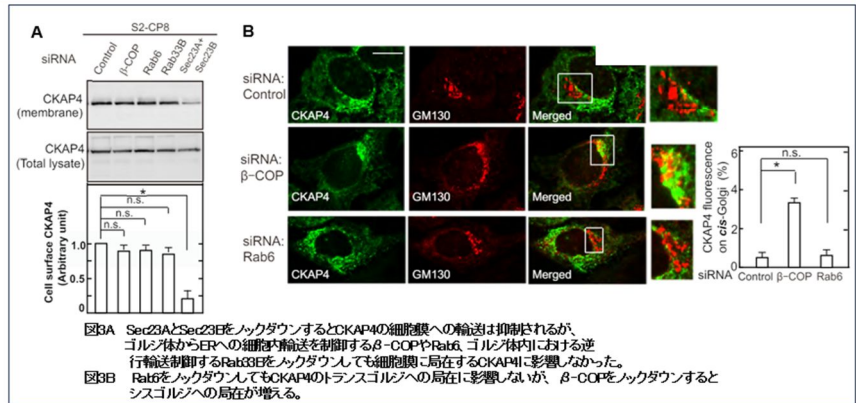 A
S2-CP8
siRNA
Control
β-COP
Rab6
Rab33B
Sec23A+
Sec23B
CKAP4
(membrane)
CKAP4
(Total lysate)
*
n.s.
n.s.
n.s.
Cell surface CKAP4
(Arbitrary unit)
1.0
0.5
0
B
siRNA:
Control
CKAP4
GM130
Merged
siRNA:
β-COP
CKAP4
GM130
Merged
siRNA:
Rab6
CKAP4
GM130
Merged
CKAP4 fluorescence
on cis-Golgi (%)
6
4
2
0
n.s.
*
siRNA
Control
β-COP
Rab6
図3A Sec23AとSec23BをノックダウンするとCKAP4の細胞膜への輸送は抑制されるが、
ゴルジ体からERへの細胞内輸送を制御するβ-COPやRab6、ゴルジ体内における逆
行輸送制御するRab33Bをノックダウンしても細胞膜に局在するCKAP4に影響しなかった。
図3B Rab6をノックダウンしてもCKAP4のトランスゴルジへの局在に影響しないが、β-COPをノックダウンすると
シスゴルジへの局在が増える。